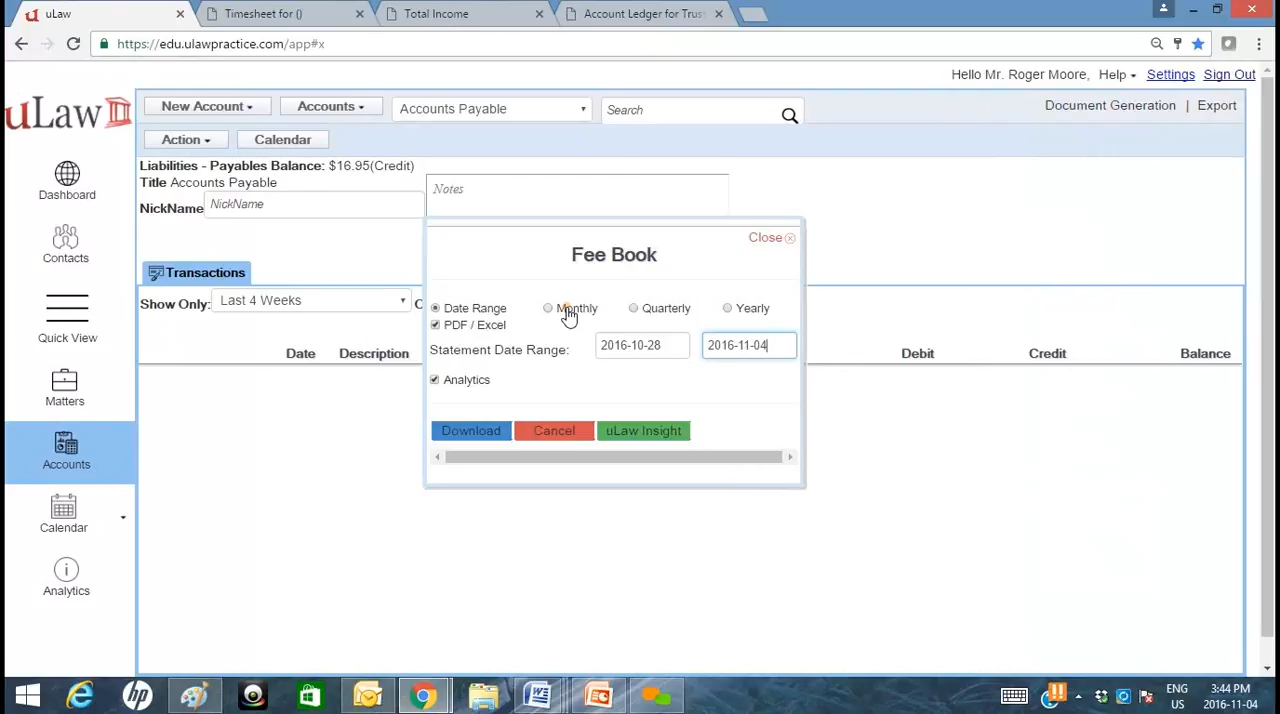 uLaw
Timesheet for ()
Total Income
Account Ledger for Trus
https://edu.ulawpractice.com/app#x
Hello Mr. Roger Moore, Help Settings Sign Out
uLaw
New Account Accounts Accounts Payable Search Document Generation | Export
Action Calendar
Liabilities - Payables Balance: $16.95(Credit)
Title Accounts Payable
NickName NickName
Notes
Dashboard
Contacts
Quick View
Matters
Accounts
Calendar
Analytics
Transactions
Show Only: Last 4 Weeks
Date Description Debit Credit Balance
Close
Fee Book
Date Range Monthly Quarterly Yearly
PDF / Excel
Statement Date Range: 2016-10-28 2016-11-04
Analytics
Download Cancel uLaw Insight
ENG 3:44 PM
US 2016-11-04